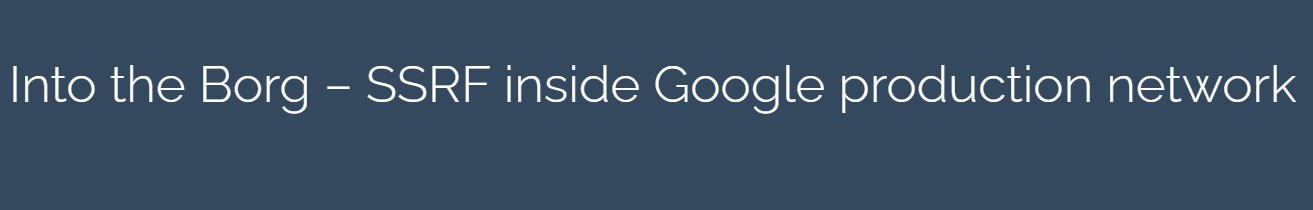 Into the Borg – SSRF inside Google production network